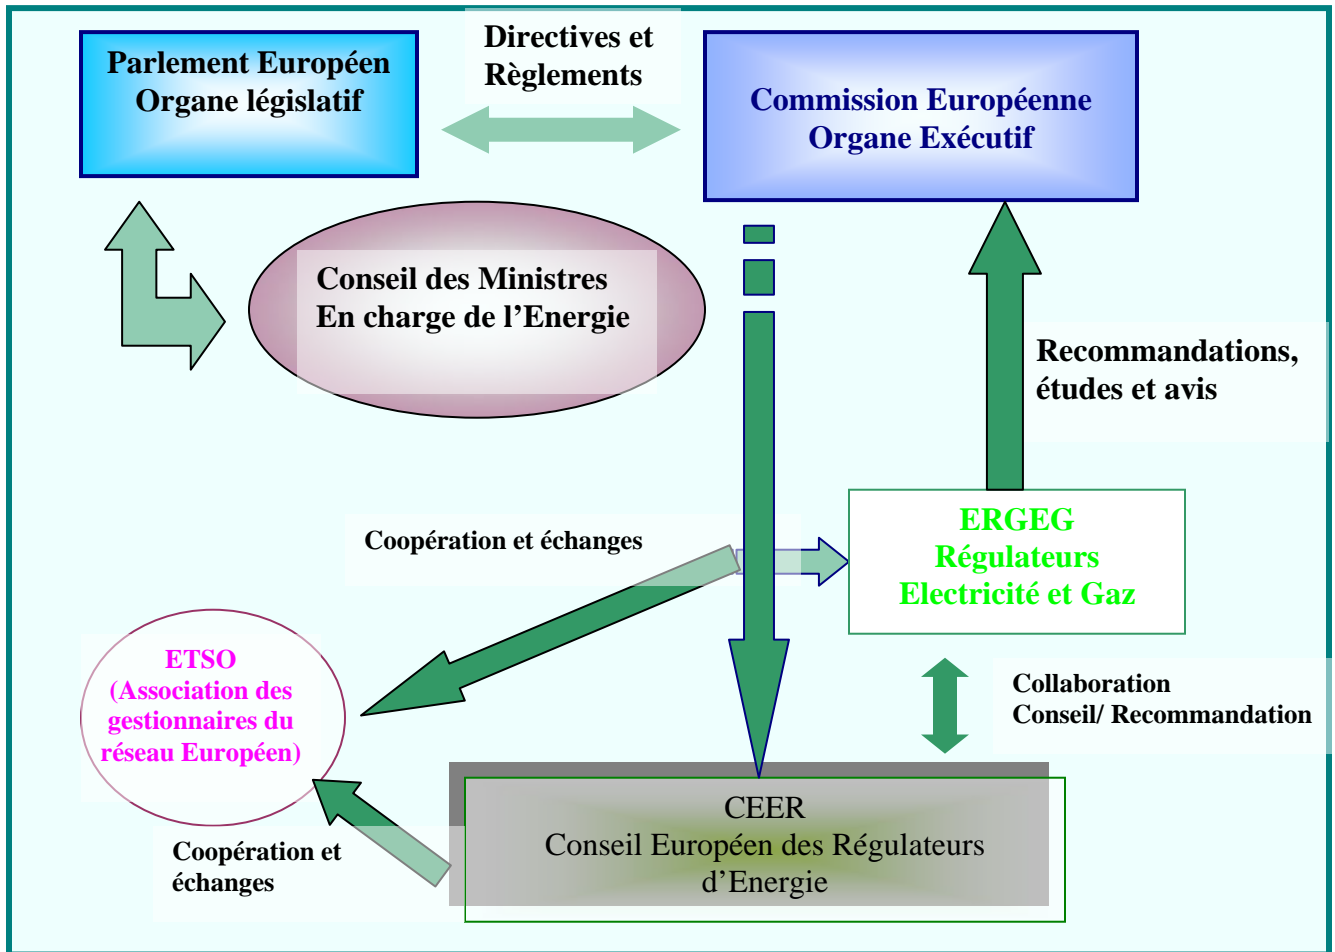 Parlement Européen
Organe législatif
Directives et
Règlements
Commission Européenne
Organe Exécutif
Conseil des Ministres
En charge de l’Energie
Recommandations,
études et avis
Coopération et échanges
ERGEG
Régulateurs
Electricité et Gaz
ETSO
(Association des
gestionnaires du
réseau Européen)
Collaboration
Conseil/ Recommandation
Coopération et
échanges
CEER
Conseil Européen des Régulateurs
d’Energie